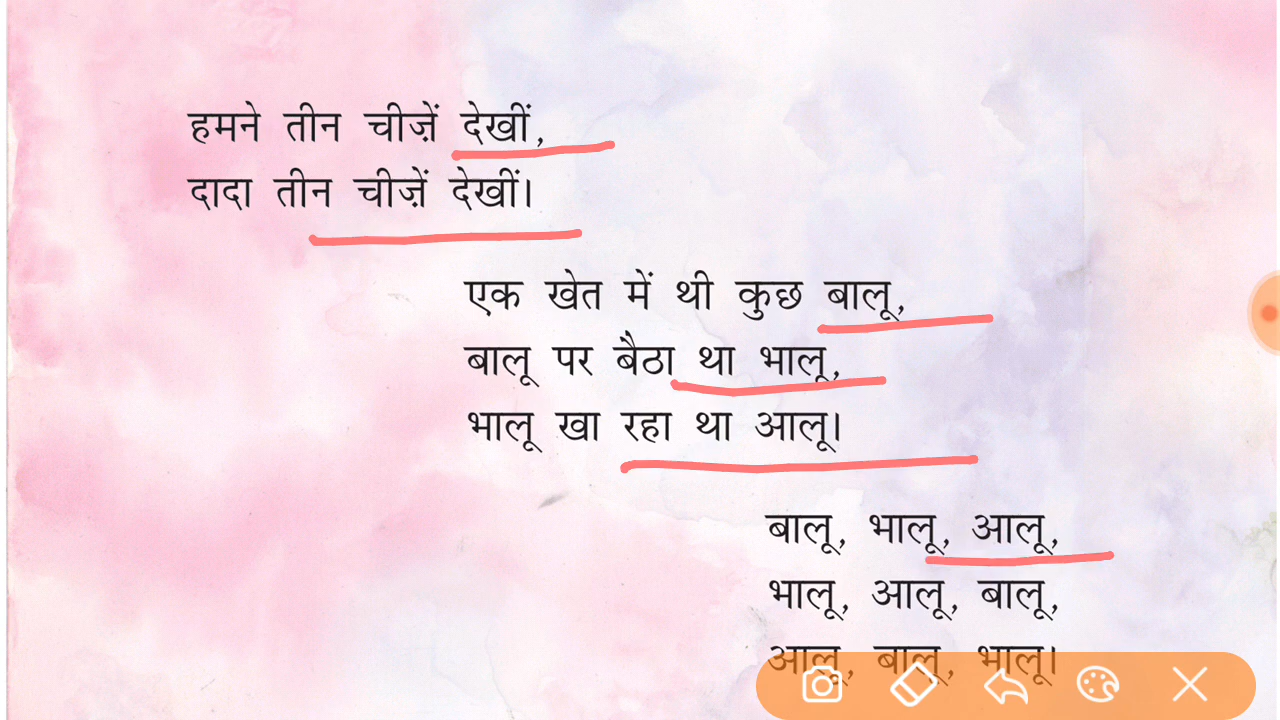 हमने तीन चीज़ें देखीं,
दादा तीन चीज़ें देखीं।
एक खेत में थी कुछ बालू,
बालू पर बैठा था भालू,
भालू खा रहा था आलू।
बालू, भालू, आलू,
भालू, आलू, बालू,
आलू, बालू, भालू।